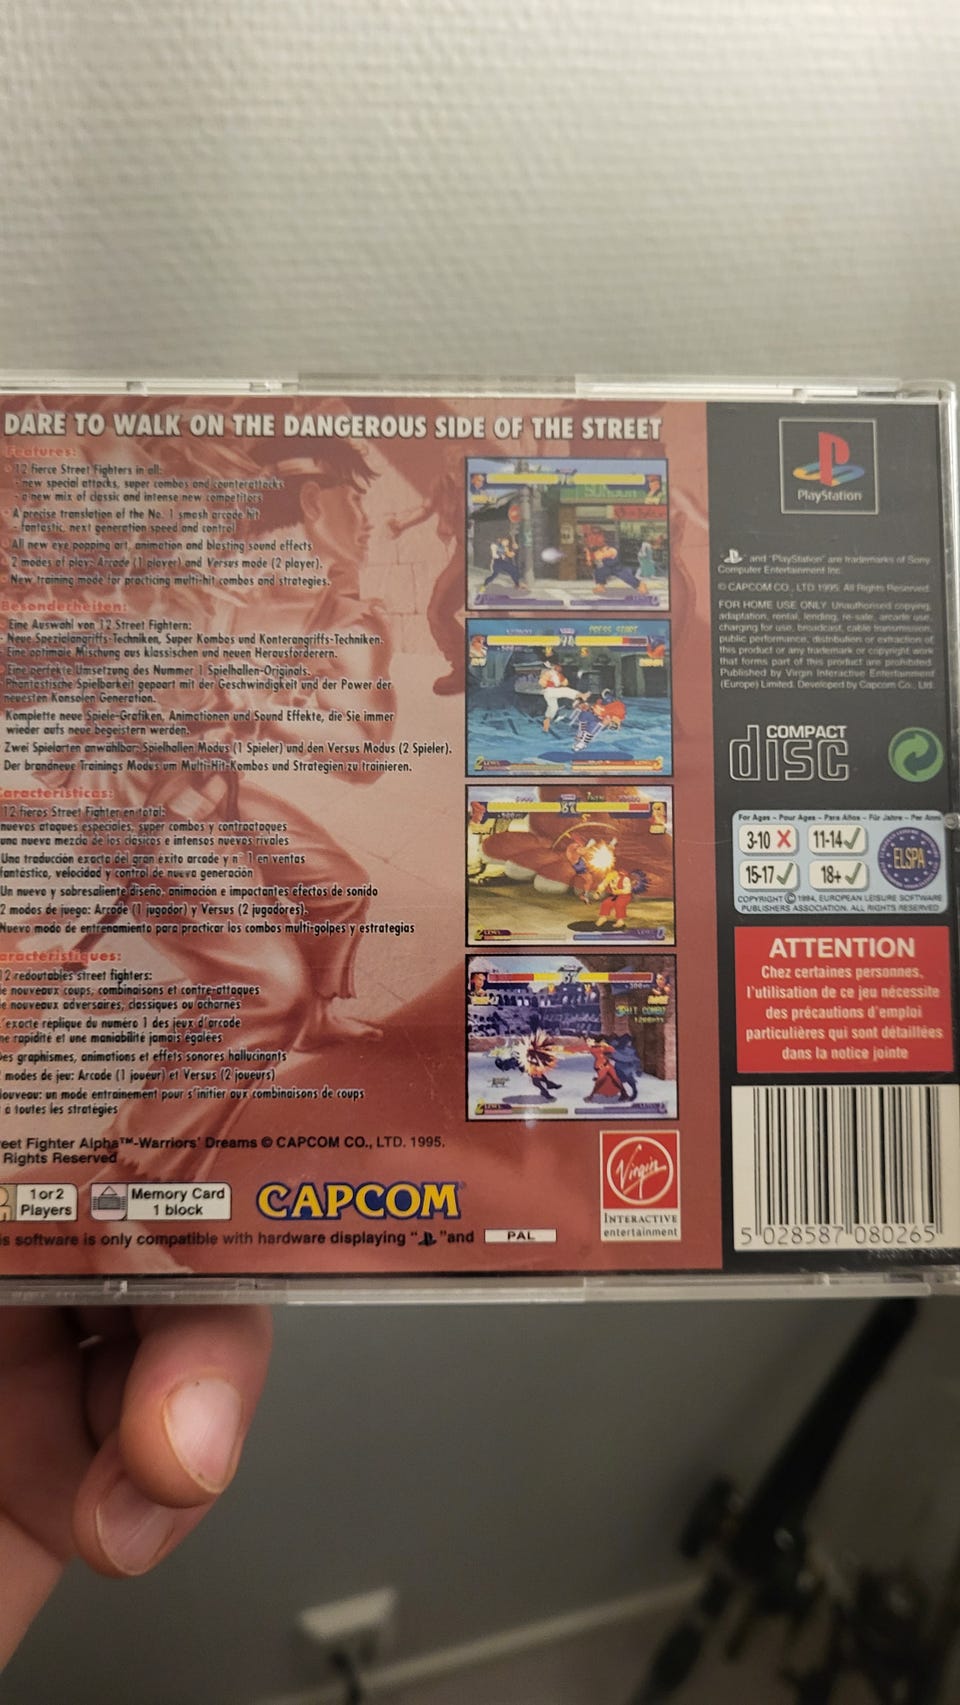 DARE TO WALK ON THE DANGEROUS SIDE OF THE STREET
Features:
12 fierce Street Fighters in all:
- new special attacks, super combos and counterattacks
- a new mix of classic and intense new competitors
A precise translation of the No. 1 smash arcade hit
- fantastic, next generation speed and control
All new eye popping art, animation and blasting sound effects
2 modes of play: Arcade (1 player) and Versus mode (2 player).
New training mode for practicing multi-hit combos and strategies.
Besonderheiten:
Eine Auswahl von 12 Street Fightern:
- Neue Spezialangriffs-Techniken, Super Kombos und Konterangriffs-Techniken.
- Eine optimale Mischung aus klassischen und neuen Herausforderern.
Eine perfekte Umsetzung des Nummer 1 Spielhallen-Originals.
Phantastische Spielbarkeit gepaart mit der Geschwindigkeit und der Power der
neuesten Konsolen Generation.
Komplette neue Spiele-Grafiken, Animationen und Sound Effekte, die Sie immer
wieder aufs neue begeistern werden.
Zwei Spielarten anwählbar: Spielhallen Modus (1 Spieler) und den Versus Modus (2 Spieler).
Der brandneue Trainings Modus um Multi-Hit-Kombos und Strategien zu trainieren.
aracteristicas:
12 fieros Street Fighter en total:
nuevos ataques especiales, super combos y contraataques
una nueva mezcla de los clásicos e intensos nuevos rivales
Una traducción exacta del gran éxito arcade y nº 1 en ventas
fantástica, velocidad y control de nueva generación
Un nuevo y sobresaliente diseño, animación e impactantes efectos de sonido
2 modos de juego: Arcade (1 jugador) y Versus (2 jugadores).
Nuevo modo de entrenamiento para practicar los combos multi-golpes y estrategias
aractéristiques:
12 redoutables street fighters:
e nouveaux coups, combinaisons et contre-attaques
e nouveaux adversaires, classiques ou acharnés
'exacte réplique du numéro 1 des jeux d'arcade
ne rapidité et une maniabilité jamais égalées
es graphismes, animations et effets sonores hallucinants
modes de jeu: Arcade (1 joueur) et Versus (2 joueurs)
ouveau: un mode entrainement pour s'initier aux combinaisons de coups
à toutes les stratégies
eet Fighter Alpha™-Warriors' Dreams © CAPCOM CO., LTD. 1995.
Rights Reserved
1 or 2
Players
Memory Card
1 block
CAPCOM
is software is only compatible with hardware displaying " "and PAL
Virgin
INTERACTIVE
entertainment
PRESS START
PlayStation
and "PlayStation" are trademarks of Sony
Computer Entertainment Inc.
© CAPCOM CO., LTD 1995. All Rights Reserved.
FOR HOME USE ONLY. Unauthorised copying,
adaptation, rental, lending, re-sale, arcade use,
charging for use, broadcast, cable transmission,
public performance, distribution or extraction of
this product or any trademark or copyright work
that forms part of this product are prohibited.
Published by Virgin Interactive Entertainment
(Europe) Limited. Developed by Capcom Co., Ltd.
COMPACT
disc
For Ages - Pour Ages - Para Años - Für Jahre - Per Anni
3-10
11-14
15-17
18+
ELSPA
COPYRIGHT © 1994, EUROPEAN LEISURE SOFTWARE
PUBLISHERS ASSOCIATION. ALL RIGHTS RESERVED
ATTENTION
Chez certaines personnes,
l'utilisation de ce jeu nécessite
des précautions d'emploi
particulières qui sont détaillées
dans la notice jointe
5 028587 080265